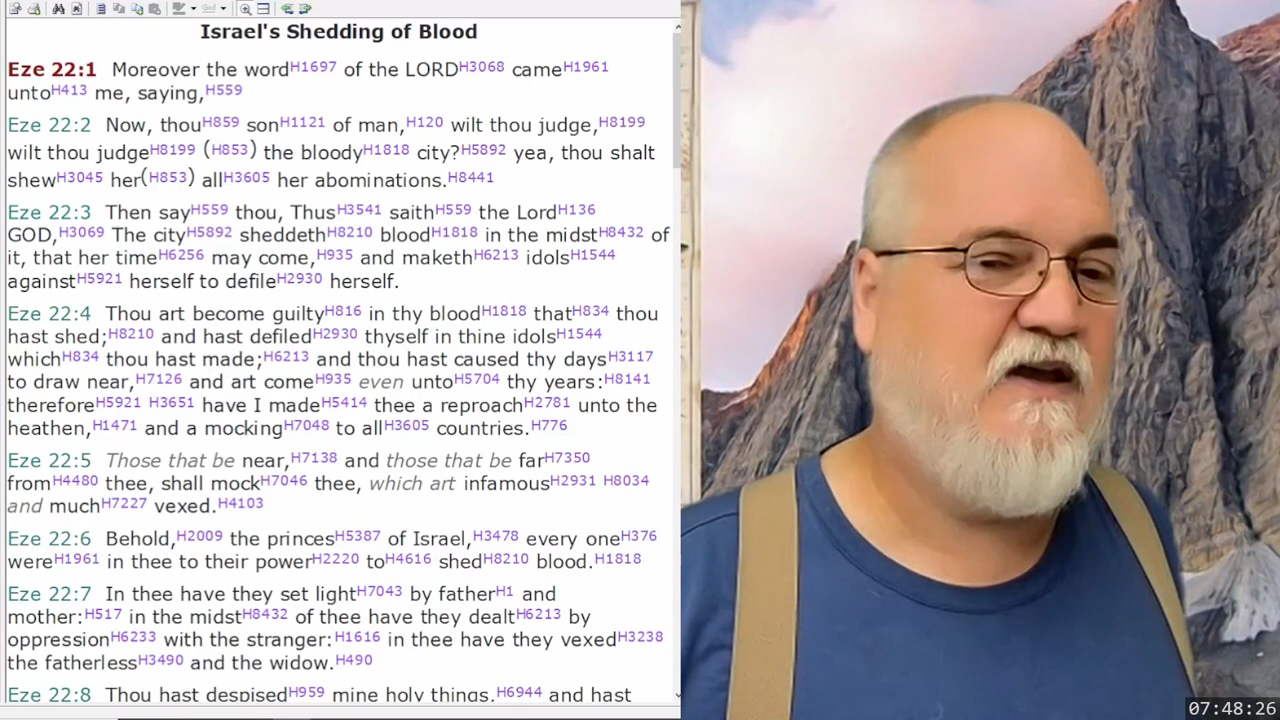 Israel's Shedding of Blood
Eze 22:1 Moreover the wordH1697 of the LORDH3068 cameH1961
untoH413 me, saying,H559
Eze 22:2 Now, thouH859 sonH1121 of man,H120 wilt thou judge,H8199
wilt thou judgeH8199 (H853) the bloodyH1818 city?H5892 yea, thou shalt
shewH3045 her(H853) allH3605 her abominations.H8441
Eze 22:3 Then sayH559 thou, ThusH3541 saithH559 the LordH136
GOD,H3069 The cityH5892 sheddethH8210 bloodH1818 in the midstH8432 of
it, that her timeH6256 may come,H935 and makethH6213 idolsH1544
againstH5921 herself to defileH2930 herself.
Eze 22:4 Thou art become guiltyH816 in thy bloodH1818 thatH834 thou
hast shed;H8210 and hast defiledH2930 thyself in thine idolsH1544
whichH834 thou hast made;H6213 and thou hast caused thy daysH3117
to draw near,H7126 and art comeH935 even untoH5704 thy years:H8141
thereforeH5921 H3651 have I madeH5414 thee a reproachH2781 unto the
heathen,H1471 and a mockingH7048 to allH3605 countries.H776
Eze 22:5 Those that be near,H7138 and those that be farH7350
fromH4480 thee, shall mockH7046 thee, which art infamousH2931 H8034
and muchH7227 vexed.H4103
Eze 22:6 Behold,H2009 the princesH5387 of Israel,H3478 every oneH376
wereH1961 in thee to their powerH2220 toH4616 shedH8210 blood.H1818
Eze 22:7 In thee have they set lightH7043 by fatherH1 and
mother:H517 in the midstH8432 of thee have they dealtH6213 by
oppressionH6233 with the stranger:H1616 in thee have they vexedH3238
the fatherlessH3490 and the widow.H490
Eze 22:8 Thou hast despisedH959 mine holy things,H6944 and hast
07:48:26